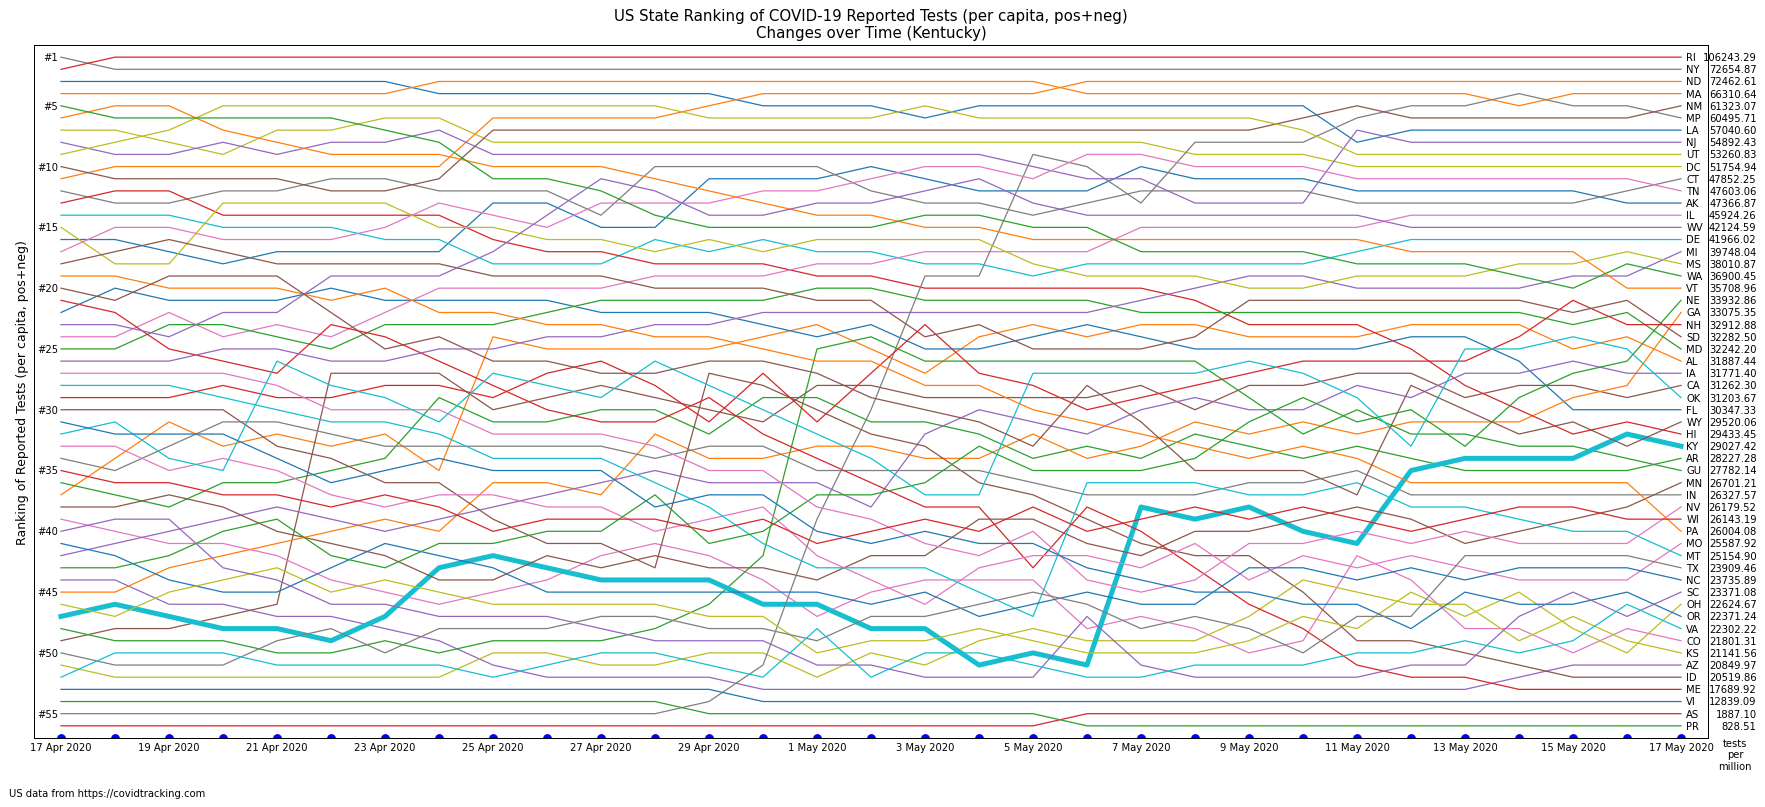 US State Ranking of COVID-19 Reported Tests (per capita, pos+neg)
Changes over Time (Kentucky)
Ranking of Reported Tests (per capita, pos+neg)
#1
#5
#10
#15
#20
#25
#30
#35
#40
#45
#50
#55
RI 106243.29
NY 72654.87
ND 72462.61
MA 66310.64
NM 61323.07
MP 60495.71
LA 57040.60
NJ 54892.43
UT 53260.83
DC 51754.94
CT 47852.25
TN 47603.06
AK 47366.87
IL 45924.26
WV 42124.59
DE 41966.02
MI 39748.04
MS 38010.87
WA 36900.45
VT 35708.96
NE 33932.86
GA 33075.35
NH 32912.88
SD 32282.50
MD 32242.20
AL 31887.44
IA 31771.40
CA 31262.30
OK 31203.67
FL 30347.33
WY 29520.06
HI 29433.45
KY 29027.42
AR 28227.28
GU 27782.14
MN 26701.21
IN 26327.57
NV 26179.52
WI 26143.19
PA 26004.08
MO 25587.92
MT 25154.90
TX 23909.46
NC 23735.89
SC 23371.08
OH 22624.67
OR 22371.24
VA 22302.22
CO 21801.31
KS 21141.56
AZ 20849.97
ID 20519.86
ME 17689.92
VI 12839.09
AS 1887.10
PR 828.51
17 Apr 2020 19 Apr 2020 21 Apr 2020 23 Apr 2020 25 Apr 2020 27 Apr 2020 29 Apr 2020 1 May 2020 3 May 2020 5 May 2020 7 May 2020 9 May 2020 11 May 2020 13 May 2020 15 May 2020 17 May 2020
tests
per
million
US data from https://covidtracking.com